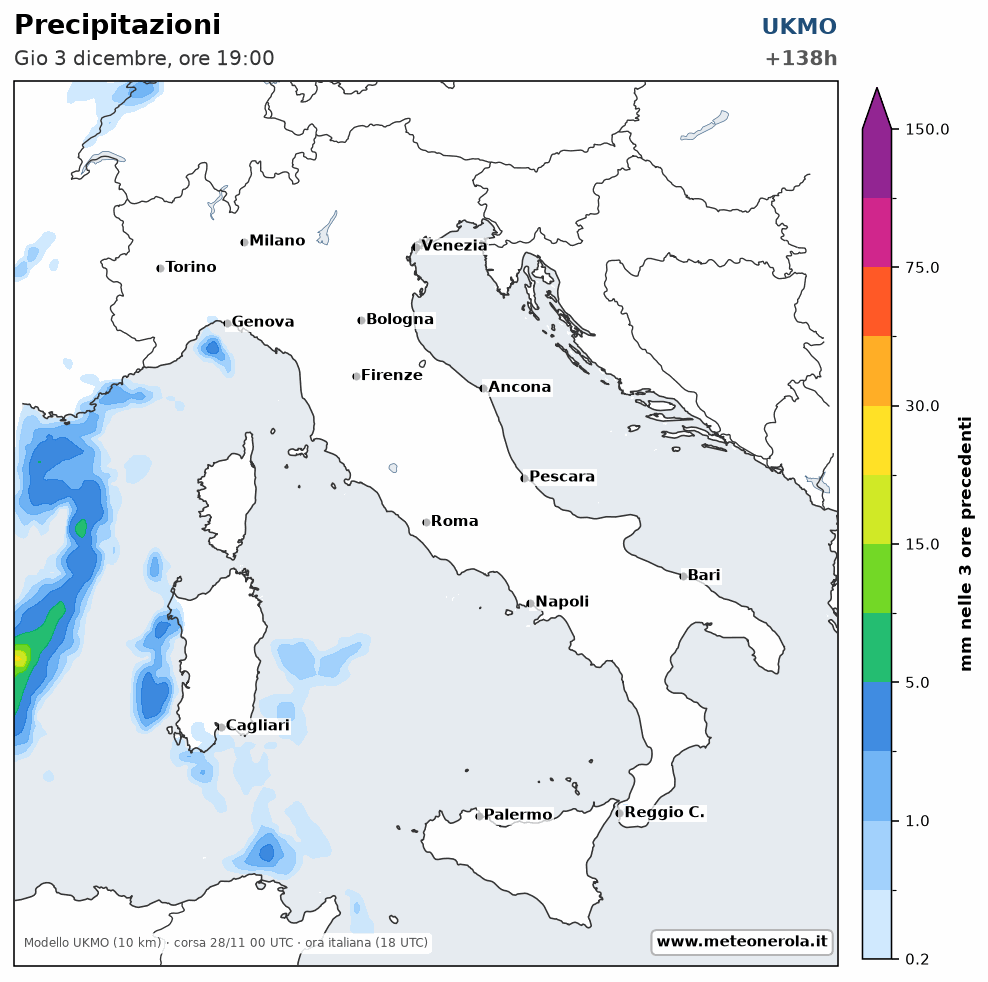 Precipitazioni
UKMO
Gio 3 dicembre, ore 19:00
+138h
150.0
75.0
30.0
15.0
5.0
1.0
0.2
mm nelle 3 ore precedenti
Milano
Venezia
Torino
Genova
Bologna
Firenze
Ancona
Pescara
Roma
Bari
Napoli
Cagliari
Palermo
Reggio C.
Modello UKMO (10 km) · corsa 28/11 00 UTC · ora italiana (18 UTC)
www.meteonerola.it